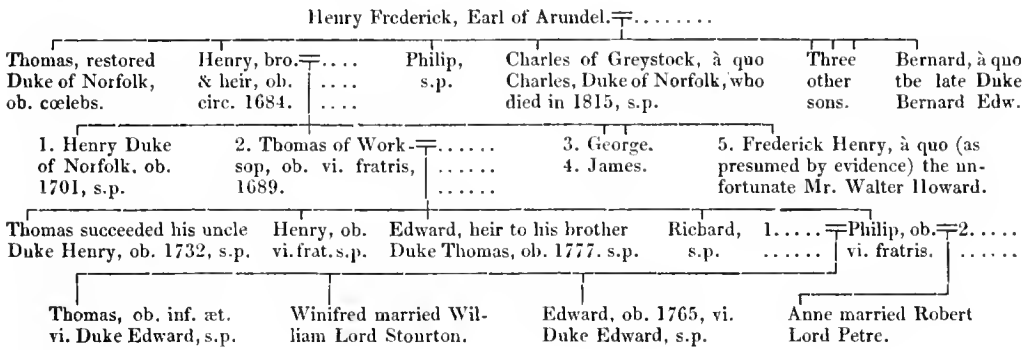 Henry Frederick, Earl of Arundel.=........
Thomas, restored Duke of Norfolk, ob. cœlebs.
Henry, bro.=.... & heir, ob. .... circ. 1684. ....
Philip, s.p.
Charles of Greystock, à quo Charles, Duke of Norfolk, who died in 1815, s.p.
Three other sons.
Bernard, à quo the late Duke Bernard Edw.
1. Henry Duke of Norfolk. ob. 1701, s.p.
2. Thomas of Work-=...... sop, ob. vi. fratris, ...... 1689. ......
3. George.
4. James.
5. Frederick Henry, à quo (as presumed by evidence) the unfortunate Mr. Walter Howard.
Thomas succeeded his uncle Duke Henry, ob. 1732, s.p.
Henry, ob. vi.frat.s.p.
Edward, heir to his brother Duke Thomas, ob. 1777. s.p.
Richard, s.p.
1.....=Philip, ob.=2..... ...... vi. fratris. ......
Thomas, ob. inf. æt. vi. Duke Edward, s.p.
Winifred married William Lord Stourton.
Edward, ob. 1765, vi. Duke Edward, s.p.
Anne married Robert Lord Petre.